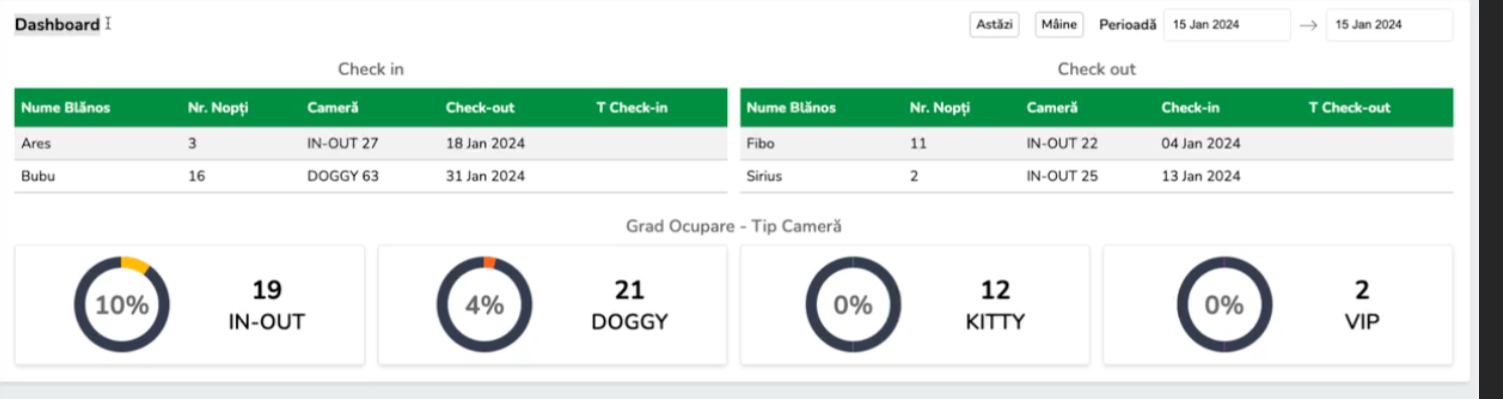 Dashboard
Astăzi Mâine Perioadă 15 Jan 2024 → 15 Jan 2024
Check in
Nume Blănos Nr. Nopți Cameră Check-out T Check-in
Ares 3 IN-OUT 27 18 Jan 2024
Bubu 16 DOGGY 63 31 Jan 2024
Check out
Nume Blănos Nr. Nopți Cameră Check-in T Check-out
Fibo 11 IN-OUT 22 04 Jan 2024
Sirius 2 IN-OUT 25 13 Jan 2024
Grad Ocupare - Tip Cameră
10%
19
IN-OUT
4%
21
DOGGY
0%
12
KITTY
0%
2
VIP